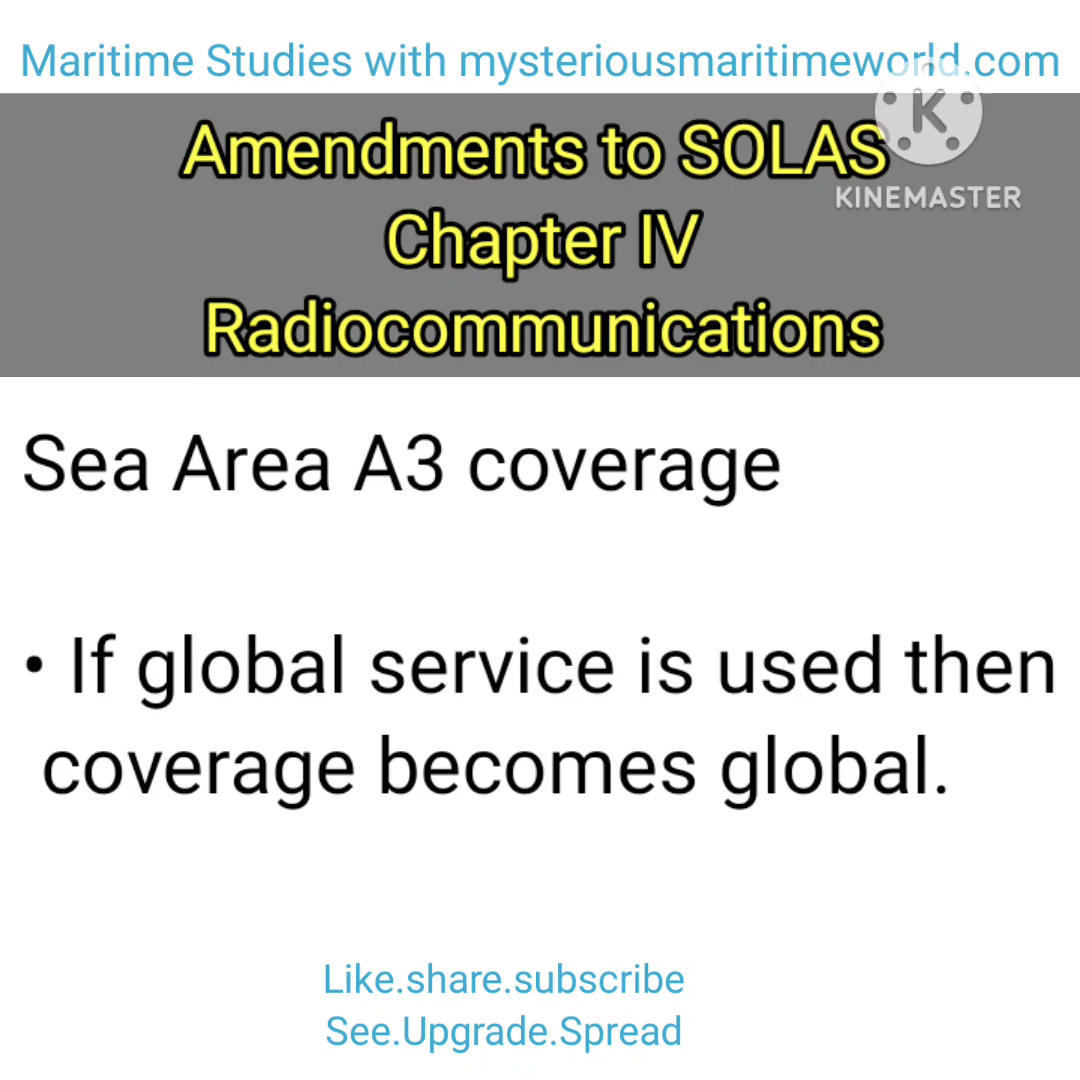 Maritime Studies with mysteriousmaritimeworld.com
Amendments to SOLAS
K
KINEMASTER
Chapter IV
Radiocommunications
Sea Area A3 coverage
• If global service is used then
coverage becomes global.
Like.share.subscribe
See.Upgrade.Spread